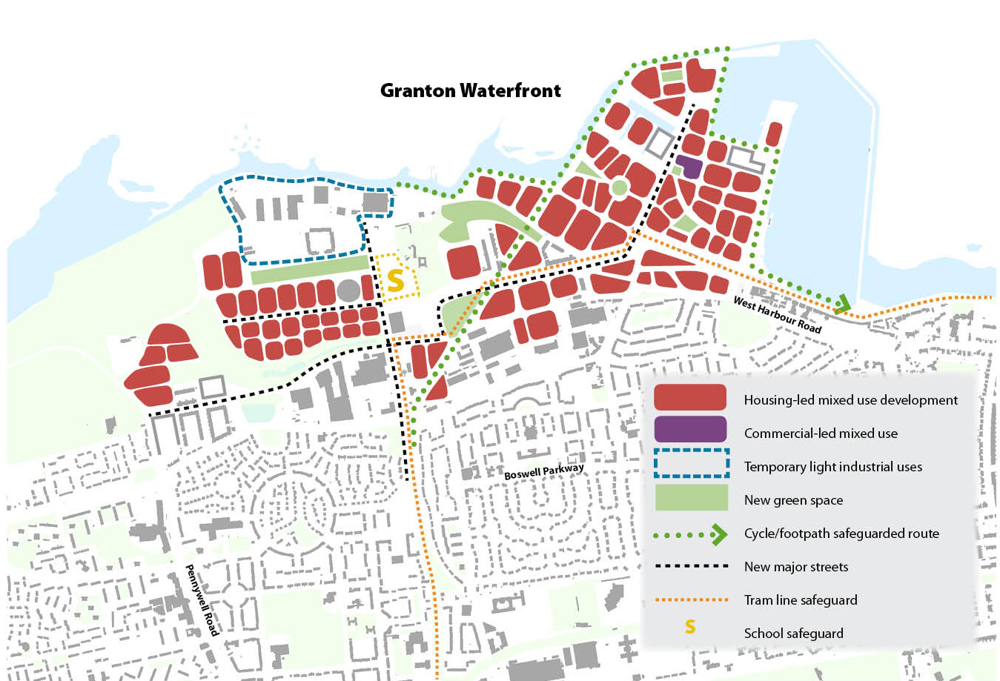 Granton Waterfront
S
West Harbour Road
Boswell Parkway
Pennywell Road
Housing-led mixed use development
Commercial-led mixed use
Temporary light industrial uses
New green space
Cycle/footpath safeguarded route
New major streets
Tram line safeguard
S
School safeguard